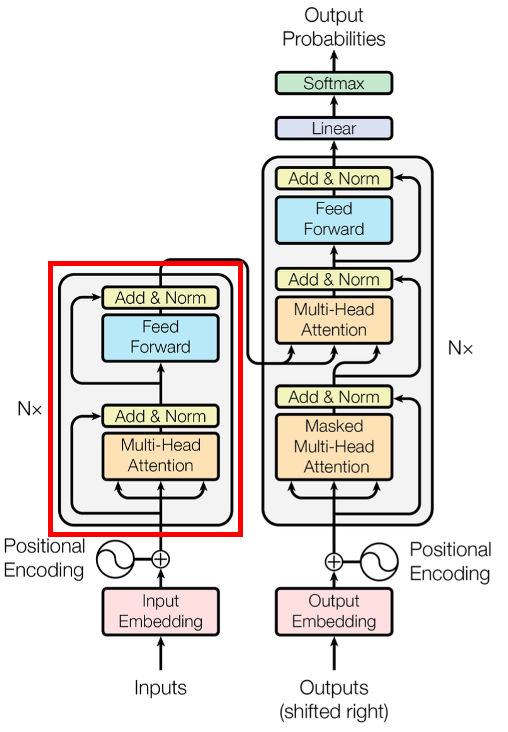 Output
Probabilities
Softmax
Linear
Add & Norm
Feed
Forward
Add & Norm
Multi-Head
Attention
Add & Norm
Masked
Multi-Head
Attention
N×
Add & Norm
Feed
Forward
Add & Norm
Multi-Head
Attention
N×
Positional
Encoding
Positional
Encoding
Input
Embedding
Output
Embedding
Inputs
Outputs
(shifted right)